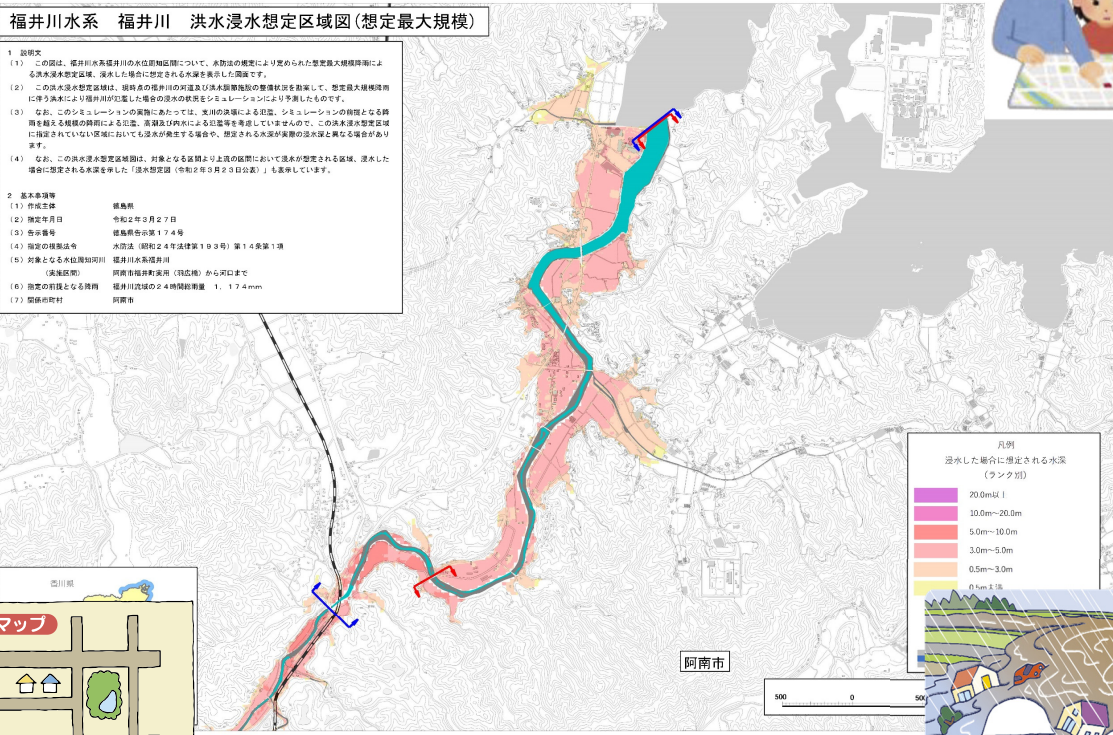 福井川水系　福井川　洪水浸水想定区域図(想定最大規模)
1　説明文
(1)　この図は、福井川水系福井川の水位周知区間について、水防法の規定により定められた想定最大規模降雨によ
る洪水浸水想定区域、浸水した場合に想定される水深を表示した図面です。
(2)　この洪水浸水想定区域は、現時点の福井川の河道及び洪水調節施設の整備状況を勘案して、想定最大規模降雨
に伴う洪水により福井川が氾濫した場合の浸水の状況をシミュレーションにより予測したものです。
(3)　なお、このシミュレーションの実施にあたっては、支川の決壊による氾濫、シミュレーションの前提となる降
雨を超える規模の降雨による氾濫、高潮及び内水による氾濫等を考慮していませんので、この洪水浸水想定区域
に指定されていない区域においても浸水が発生する場合や、想定される水深が実際の浸水深と異なる場合があり
ます。
(4)　なお、この洪水浸水想定区域図は、対象となる区間より上流の区間において浸水が想定される区域、浸水した
場合に想定される水深を示した「浸水想定図（令和２年３月２３日公表）」も表示しています。
2　基本事項等
(1)作成主体　徳島県
(2)指定年月日　令和２年３月２７日
(3)告示番号　徳島県告示第１７４号
(4)指定の根拠法令　水防法（昭和２４年法律第１９３号）第１４条第１項
(5)対象となる水位周知河川　福井川水系福井川
（実施区間）　阿南市福井町実用（羽広橋）から河口まで
(6)指定の前提となる降雨　福井川流域の２４時間総雨量　１，１７４mm
(7)関係市町村　阿南市
凡例
浸水した場合に想定される水深
(ランク別)
20.0m以上
10.0m～20.0m
5.0m～10.0m
3.0m～5.0m
0.5m～3.0m
0.5m未満
香川県
マップ
阿南市
500　0　500